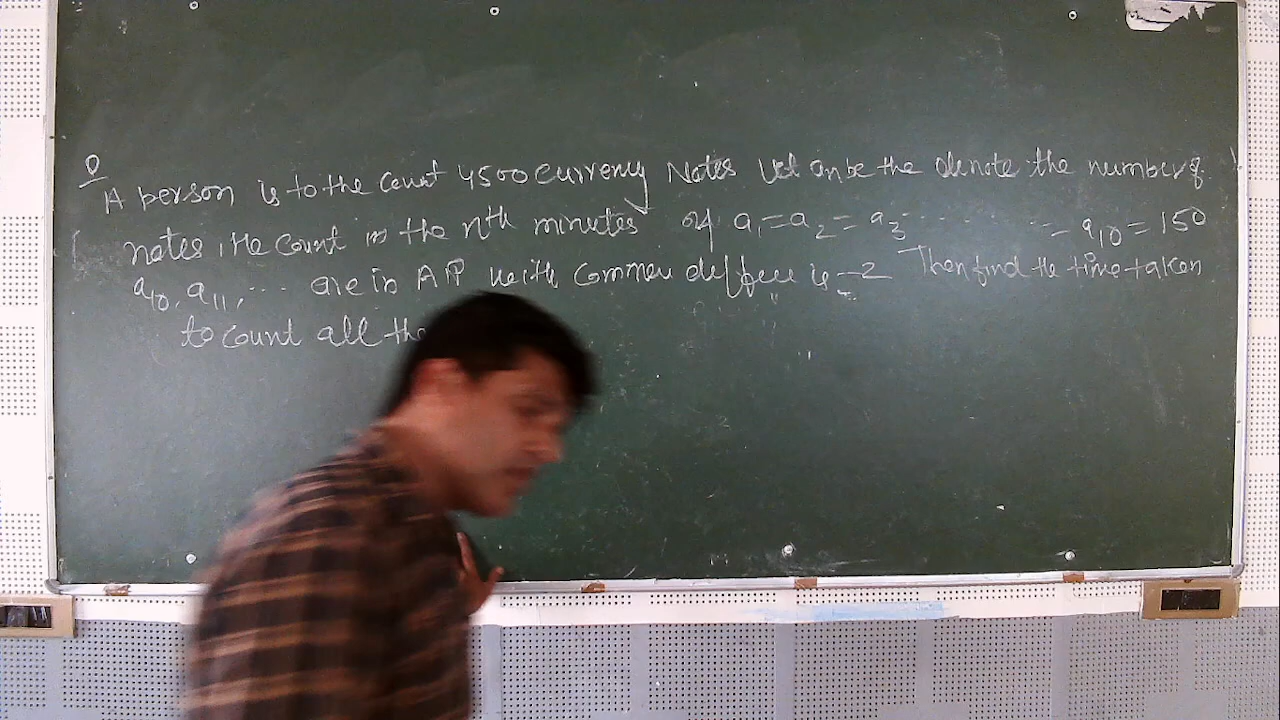 Q
A person is to the Count 4500 Currency Notes Let an be the denote the number of
notes, the Count in the nth minutes of a₁ = a₂ = a₃ ........ = a₁₀ = 150
a₁₀, a₁₁, ... are in AP with Common diffce is -2 Then find the time taken
to count all the